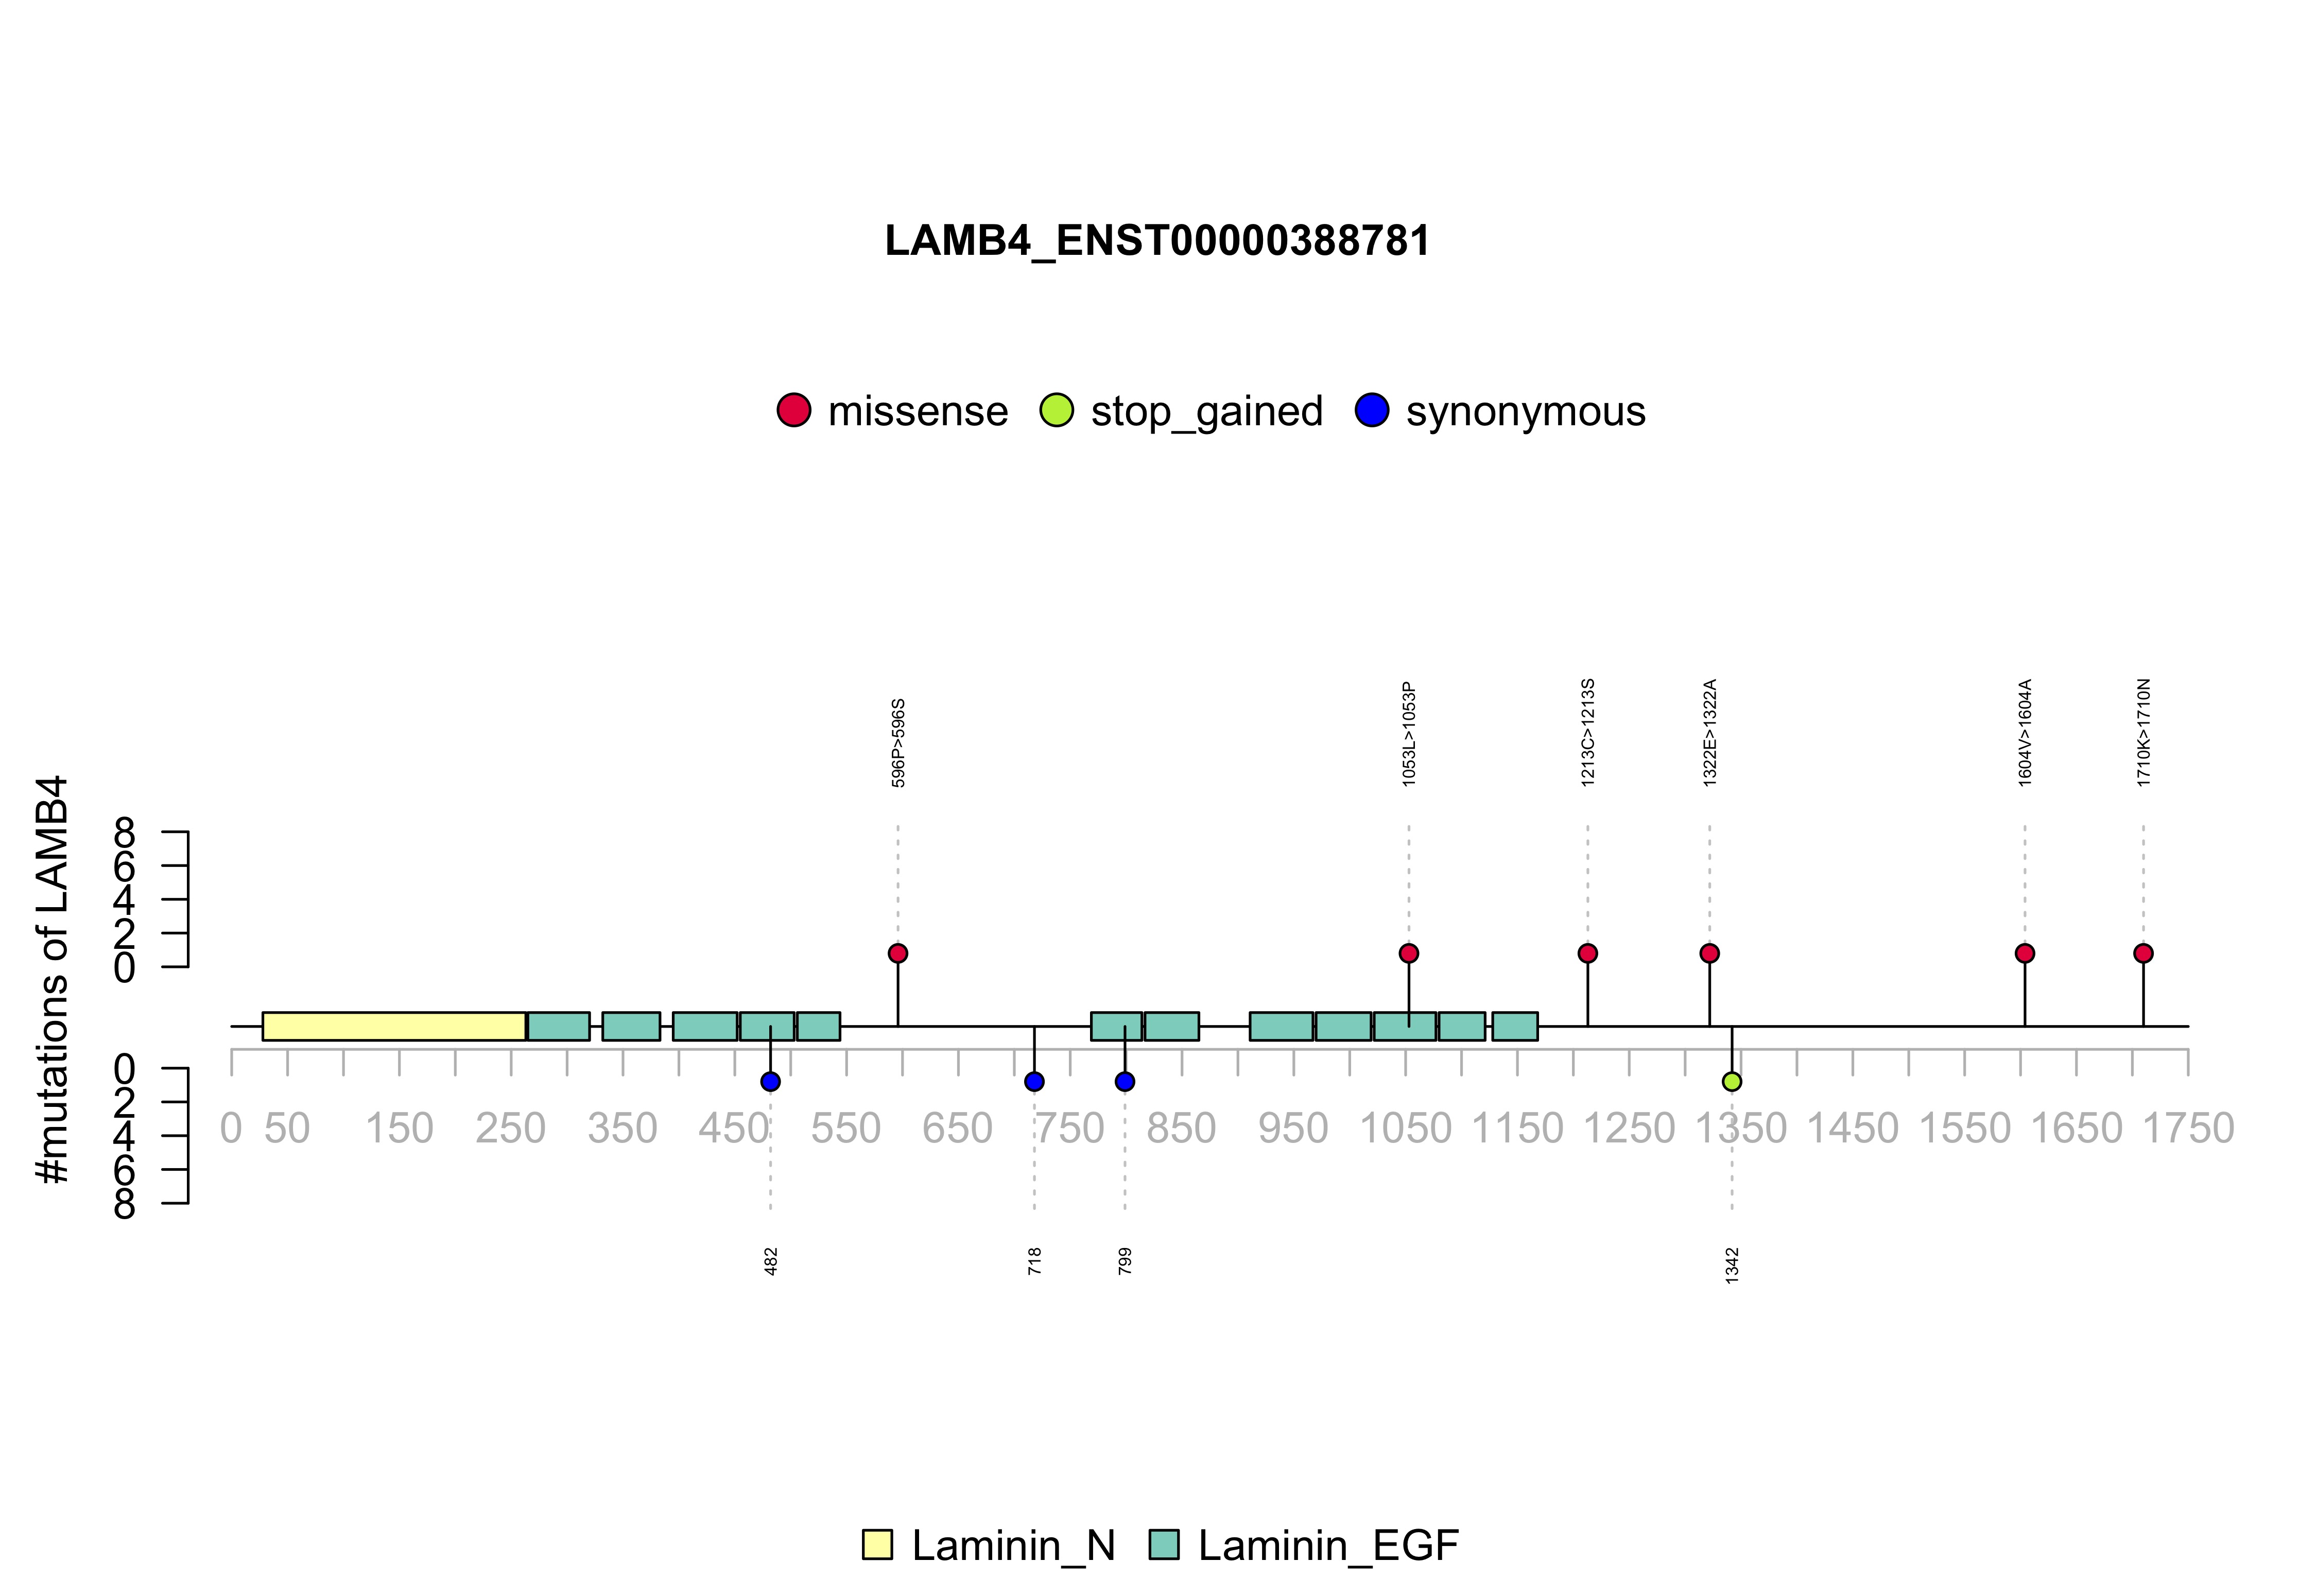 LAMB4_ENST00000388781
missense stop_gained synonymous
596P>596S
1053L>1053P
1213C>1213S
1322E>1322A
1604V>1604A
1710K>1710N
#mutations of LAMB4
8
6
4
2
0
0
2
4
6
8
0 50 150 250 350 450 550 650 750 850 950 1050 1150 1250 1350 1450 1550 1650 1750
482
718
799
1342
Laminin_N Laminin_EGF